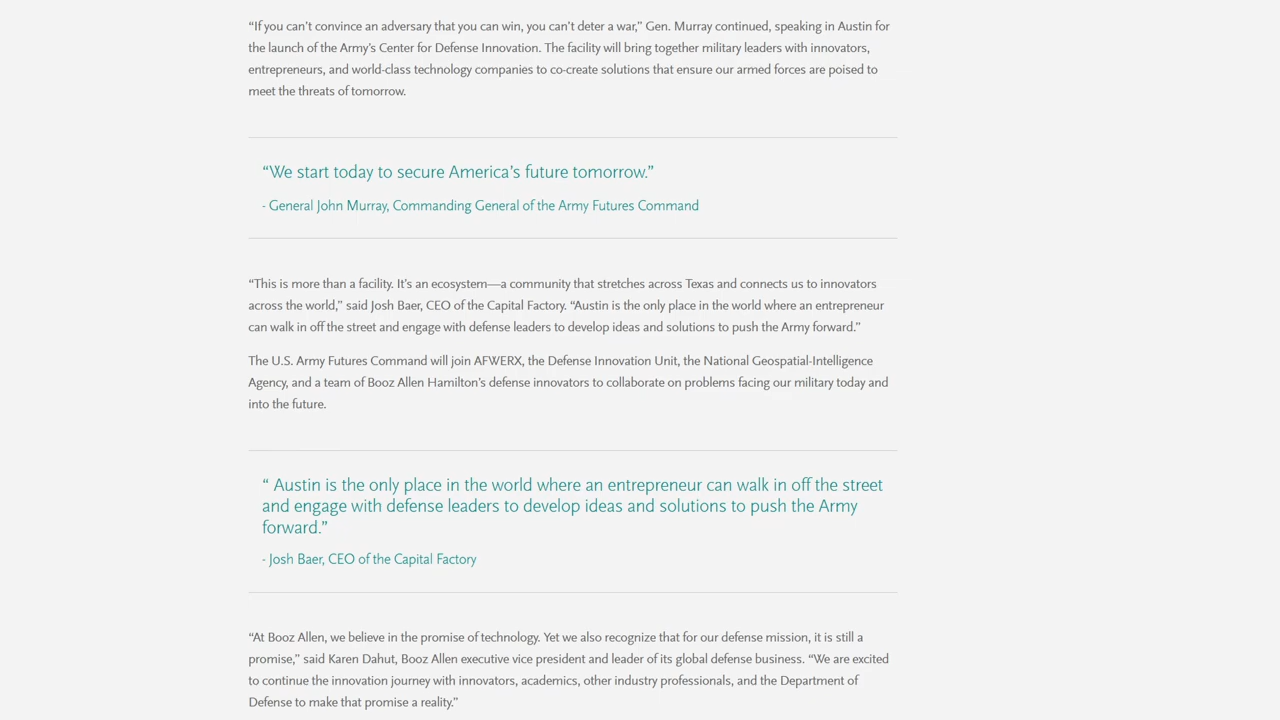 “If you can’t convince an adversary that you can win, you can’t deter a war,” Gen. Murray continued, speaking in Austin for
the launch of the Army’s Center for Defense Innovation. The facility will bring together military leaders with innovators,
entrepreneurs, and world-class technology companies to co-create solutions that ensure our armed forces are poised to
meet the threats of tomorrow.
“We start today to secure America’s future tomorrow.”
- General John Murray, Commanding General of the Army Futures Command
“This is more than a facility. It’s an ecosystem—a community that stretches across Texas and connects us to innovators
across the world,” said Josh Baer, CEO of the Capital Factory. “Austin is the only place in the world where an entrepreneur
can walk in off the street and engage with defense leaders to develop ideas and solutions to push the Army forward.”
The U.S. Army Futures Command will join AFWERX, the Defense Innovation Unit, the National Geospatial-Intelligence
Agency, and a team of Booz Allen Hamilton’s defense innovators to collaborate on problems facing our military today and
into the future.
“ Austin is the only place in the world where an entrepreneur can walk in off the street
and engage with defense leaders to develop ideas and solutions to push the Army
forward.”
- Josh Baer, CEO of the Capital Factory
“At Booz Allen, we believe in the promise of technology. Yet we also recognize that for our defense mission, it is still a
promise,” said Karen Dahut, Booz Allen executive vice president and leader of its global defense business. “We are excited
to continue the innovation journey with innovators, academics, other industry professionals, and the Department of
Defense to make that promise a reality.”